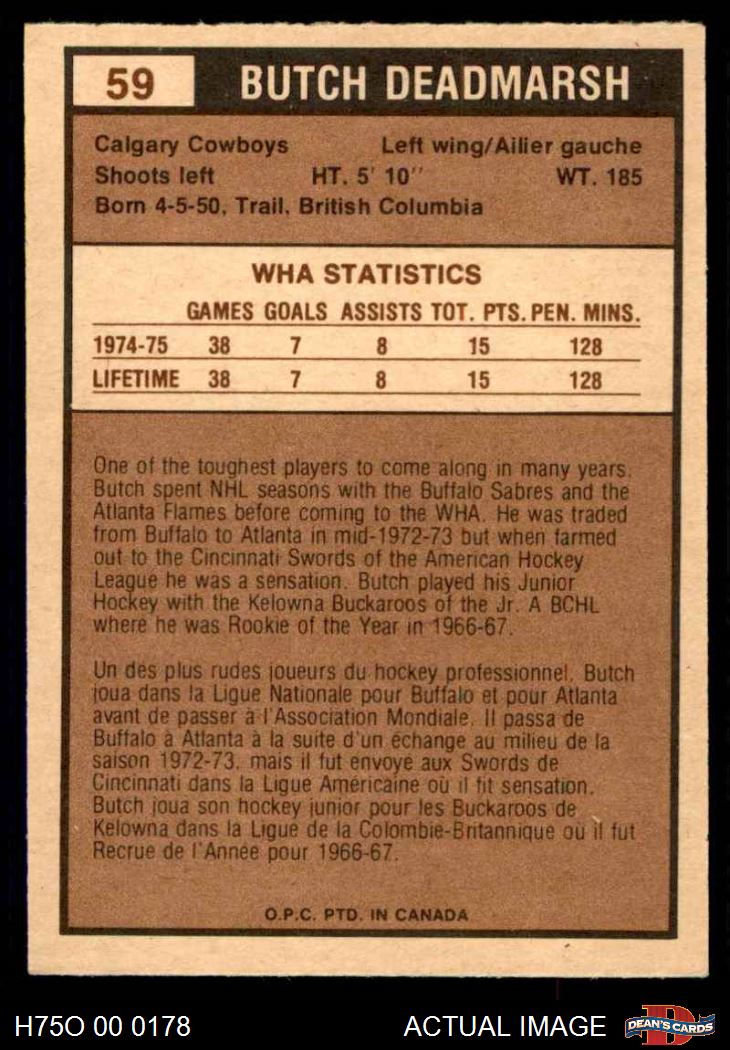 59 BUTCH DEADMARSH
Calgary Cowboys Left wing/Ailier gauche
Shoots left HT. 5' 10'' WT. 185
Born 4-5-50, Trail, British Columbia
WHA STATISTICS
GAMES GOALS ASSISTS TOT. PTS. PEN. MINS.
1974-75 38 7 8 15 128
LIFETIME 38 7 8 15 128
One of the toughest players to come along in many years.
Butch spent NHL seasons with the Buffalo Sabres and the
Atlanta Flames before coming to the WHA. He was traded
from Buffalo to Atlanta in mid-1972-73 but when farmed
out to the Cincinnati Swords of the American Hockey
League he was a sensation. Butch played his Junior
Hockey with the Kelowna Buckaroos of the Jr. A BCHL
where he was Rookie of the Year in 1966-67.
Un des plus rudes joueurs du hockey professionnel, Butch
joua dans la Ligue Nationale pour Buffalo et pour Atlanta
avant de passer à l'Association Mondiale. Il passa de
Buffalo à Atlanta à la suite d'un échange au milieu de la
saison 1972-73, mais il fut envoyé aux Swords de
Cincinnati dans la Ligue Américaine où il fit sensation.
Butch joua son hockey junior pour les Buckaroos de
Kelowna dans la Ligue de la Colombie-Britannique où il fut
Recrue de l'Année pour 1966-67.
O.P.C. PTD. IN CANADA
H75O 00 0178 ACTUAL IMAGE D DEAN'S CARDS